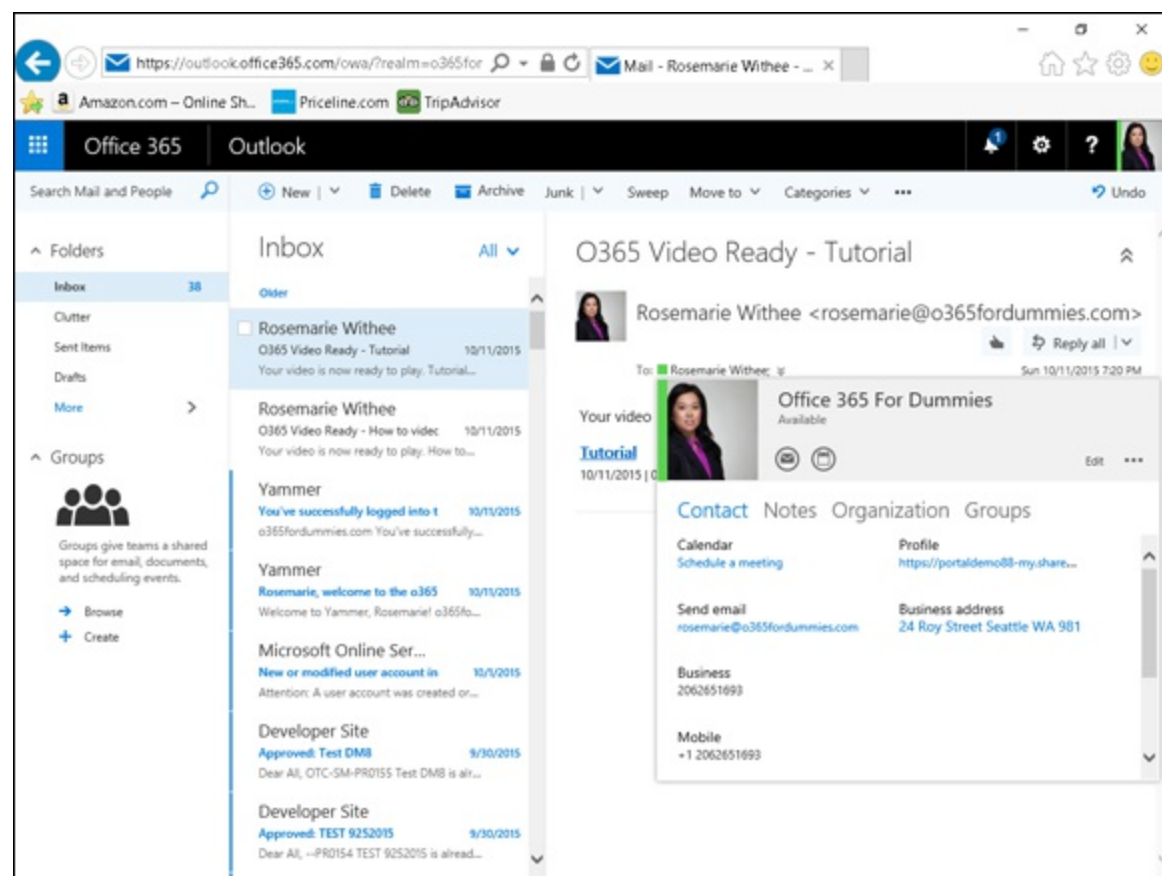 https://outlook.office365.com/owa/?realm=o365for
Mail - Rosemarie Withee - ...
Amazon.com – Online Sh...
Priceline.com
TripAdvisor
Office 365
Outlook
1
?
Search Mail and People
New
Delete
Archive
Junk
Sweep
Move to
Categories
...
Undo
Folders
Inbox 38
Clutter
Sent Items
Drafts
More
Groups
Groups give teams a shared
space for email, documents,
and scheduling events.
Browse
Create
Inbox
All
Older
Rosemarie Withee
O365 Video Ready - Tutorial 10/11/2015
Your video is now ready to play. Tutorial...
Rosemarie Withee
O365 Video Ready - How to videc 10/11/2015
Your video is now ready to play. How to...
Yammer
You've successfully logged into t 10/11/2015
o365fordummies.com You've successfully...
Yammer
Rosemarie, welcome to the o365 10/11/2015
Welcome to Yammer, Rosemarie! o365fo...
Microsoft Online Ser...
New or modified user account in 10/1/2015
Attention: A user account was created or...
Developer Site
Approved: Test DM8 9/30/2015
Dear All, OTC-SM-PR0155 Test DM8 is alr...
Developer Site
Approved: TEST 9252015 9/30/2015
Dear All, --PR0154 TEST 9252015 is alread...
O365 Video Ready - Tutorial
Rosemarie Withee <rosemarie@o365fordummies.com>
Reply all
To: Rosemarie Withee;
Sun 10/11/2015 7:20 PM
Your video
Tutorial
10/11/2015 | 0
Office 365 For Dummies
Available
Edit ...
Contact Notes Organization Groups
Calendar
Schedule a meeting
Profile
https://portaldemo88-my.share...
Send email
rosemarie@o365fordummies.com
Business address
24 Roy Street Seattle WA 981
Business
2062651693
Mobile
+1 2062651693